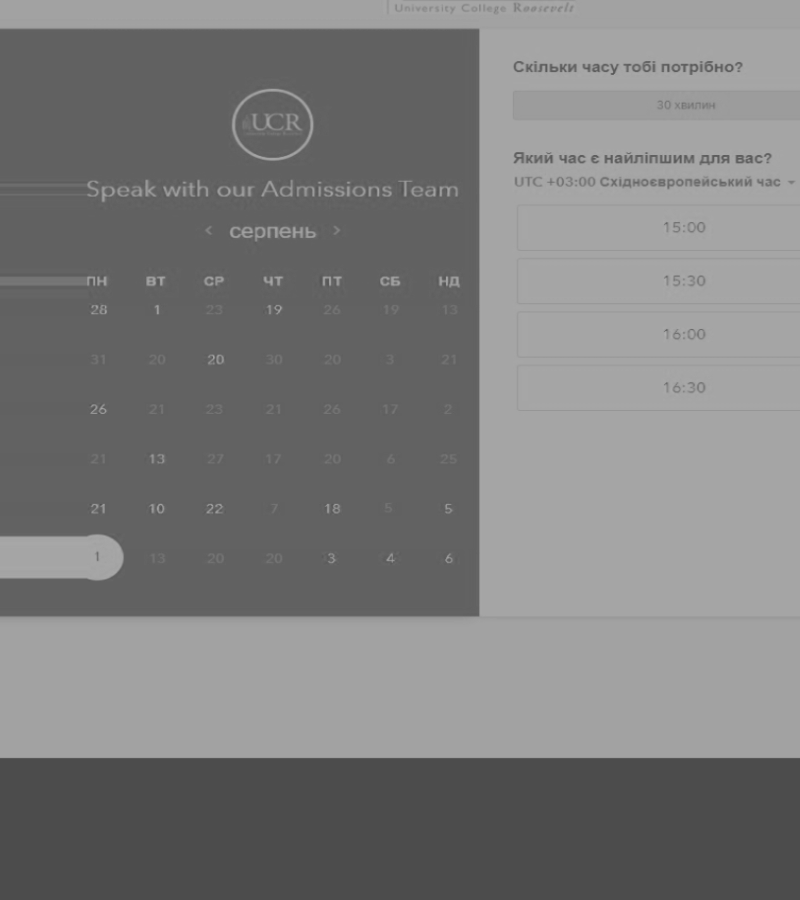 University College Roosevelt
UCR
Speak with our Admissions Team
‹ серпень ›
ПН ВТ СР ЧТ ПТ СБ НД
28 1 23 19 26 19 13
31 20 20 30 20 3 21
26 21 23 21 26 17 2
21 13 27 17 20 6 25
21 10 22 7 18 5 5
1 13 20 20 3 4 6
Скільки часу тобі потрібно?
30 хвилин
Який час є найліпшим для вас?
UTC +03:00 Східноєвропейський час
15:00
15:30
16:00
16:30